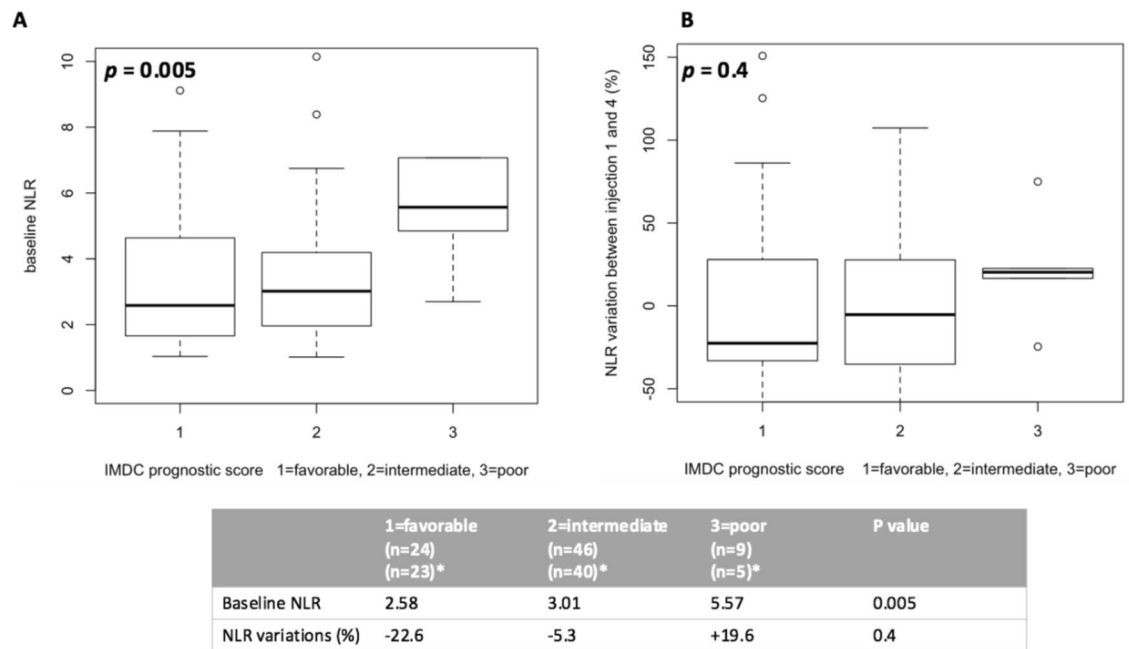 A
B
p = 0.005
p = 0.4
baseline NLR
10
8
6
4
2
0
1
2
3
IMDC prognostic score 1=favorable, 2=intermediate, 3=poor
NLR variation between injection 1 and 4 (%)
150
100
50
0
-50
1
2
3
IMDC prognostic score 1=favorable, 2=intermediate, 3=poor
1=favorable 2=intermediate 3=poor P value
(n=24) (n=46) (n=9)
(n=23)* (n=40)* (n=5)*
Baseline NLR 2.58 3.01 5.57 0.005
NLR variations (%) -22.6 -5.3 +19.6 0.4